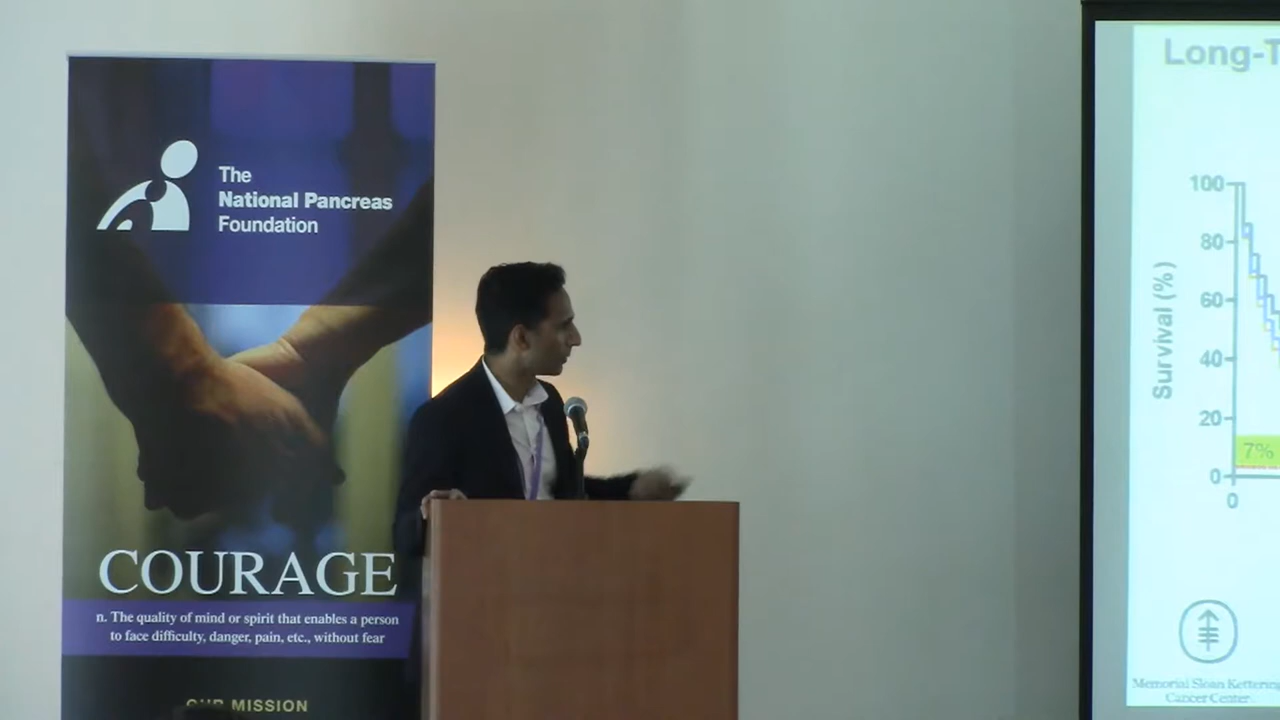 The
National Pancreas
Foundation
COURAGE
n. The quality of mind or spirit that enables a person
to face difficulty, danger, pain, etc., without fear
OUR MISSION
Long-T
100
80
60
40
20
0
Survival (%)
7%
0
Memorial Sloan Kettering
Cancer Center